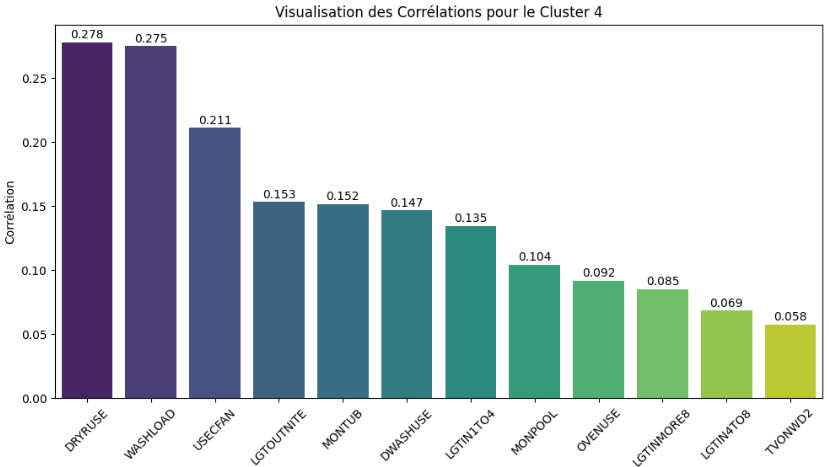 Visualisation des Corrélations pour le Cluster 4
Corrélation
0.25
0.20
0.15
0.10
0.05
0.00
0.278
0.275
0.211
0.153
0.152
0.147
0.135
0.104
0.092
0.085
0.069
0.058
DRYRUSE
WASHLOAD
USECFAN
LGTOUTNITE
MONTUB
DWASHUSE
LGTIN1TO4
MONPOOL
OVENUSE
LGTINMORE8
LGTIN4TO8
TVONWD2